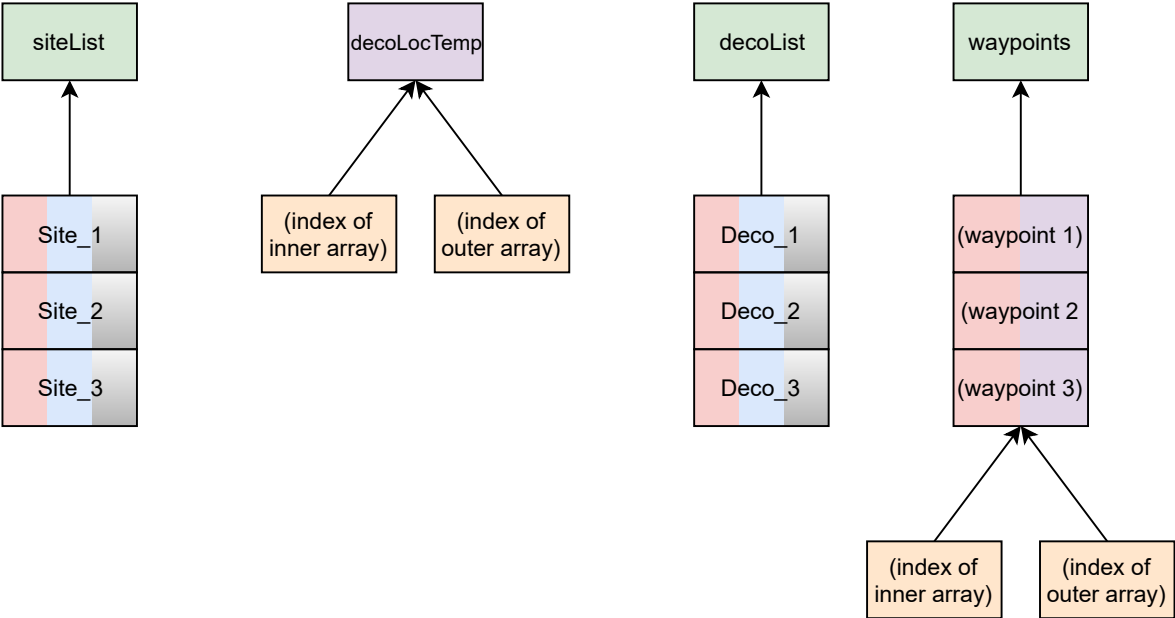 siteList
decoLocTemp
decoList
waypoints
Site_1
Site_2
Site_3
(index of
inner array)
(index of
outer array)
Deco_1
Deco_2
Deco_3
(waypoint 1)
(waypoint 2
(waypoint 3)
(index of
inner array)
(index of
outer array)